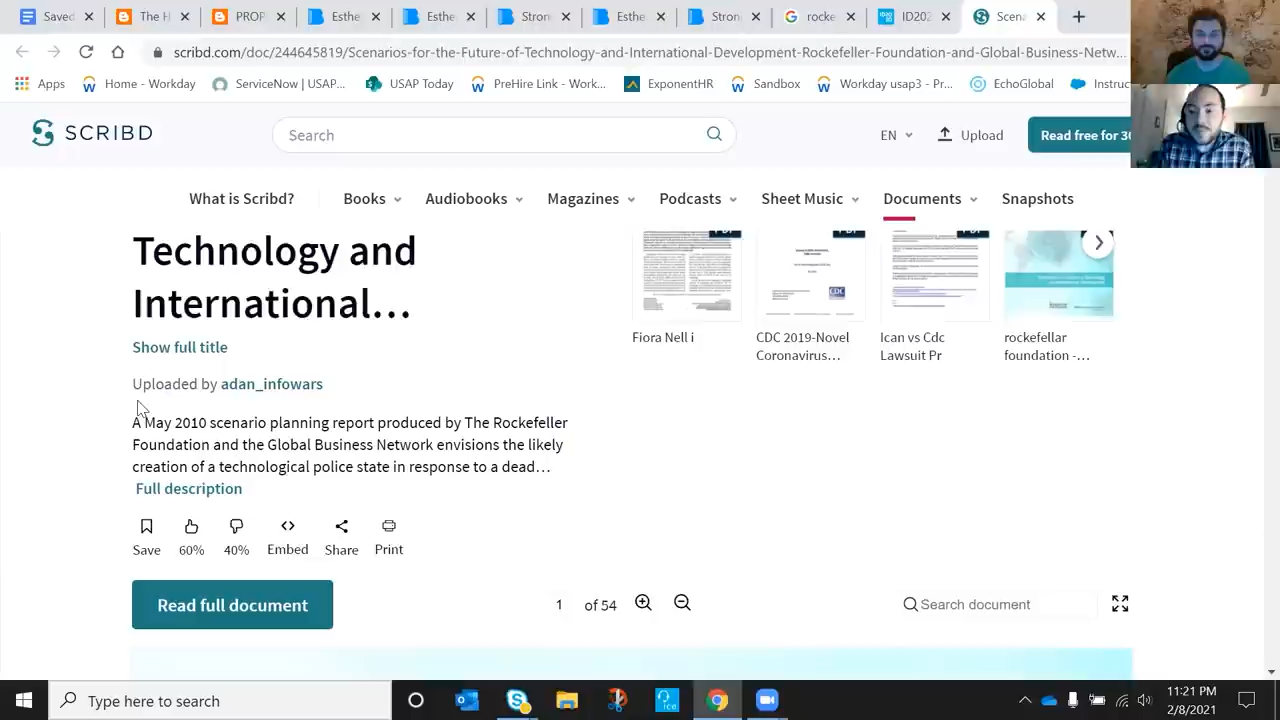 Saved
The H
PROP
Esthe
Esthe
Stron
Esthe
Stron
rocke
ID202
Scena
scribd.com/doc/244645819/Scenarios-for-the-Future-of-Technology-and-International-Development-Rockefeller-Foundation-and-Global-Business-Netw...
Apps
Home - Workday
ServiceNow | USAP...
USAP Today
PreHire Link - Work...
ExponentHR
Sandbox
Workday usap3 - Pr...
EchoGlobal
Instruc
SCRIBD
Search
EN
Upload
Read free for 30
What is Scribd?
Books
Audiobooks
Magazines
Podcasts
Sheet Music
Documents
Snapshots
Technology and
International...
Show full title
Uploaded by adan_infowars
A May 2010 scenario planning report produced by The Rockefeller
Foundation and the Global Business Network envisions the likely
creation of a technological police state in response to a dead...
Full description
Fiora Nell i
CDC 2019-Novel
Coronavirus...
Ican vs Cdc
Lawsuit Pr
rockefellar
foundation -...
Save
60%
40%
Embed
Share
Print
Read full document
1 of 54
Search document
Type here to search
11:21 PM
2/8/2021